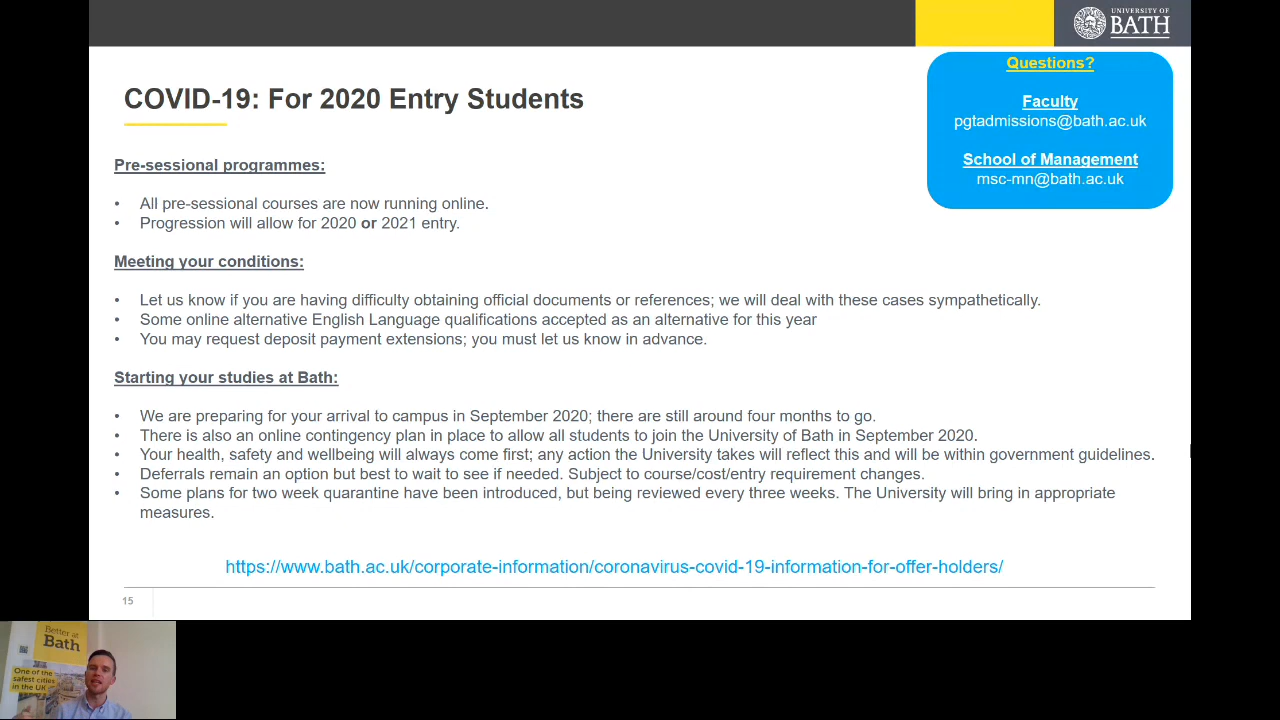 UNIVERSITY OF
BATH
COVID-19: For 2020 Entry Students
Questions?
Faculty
pgtadmissions@bath.ac.uk
School of Management
msc-mn@bath.ac.uk
Pre-sessional programmes:
• All pre-sessional courses are now running online.
• Progression will allow for 2020 or 2021 entry.
Meeting your conditions:
• Let us know if you are having difficulty obtaining official documents or references; we will deal with these cases sympathetically.
• Some online alternative English Language qualifications accepted as an alternative for this year
• You may request deposit payment extensions; you must let us know in advance.
Starting your studies at Bath:
• We are preparing for your arrival to campus in September 2020; there are still around four months to go.
• There is also an online contingency plan in place to allow all students to join the University of Bath in September 2020.
• Your health, safety and wellbeing will always come first; any action the University takes will reflect this and will be within government guidelines.
• Deferrals remain an option but best to wait to see if needed. Subject to course/cost/entry requirement changes.
• Some plans for two week quarantine have been introduced, but being reviewed every three weeks. The University will bring in appropriate
measures.
https://www.bath.ac.uk/corporate-information/coronavirus-covid-19-information-for-offer-holders/
15
Better at
Bath
One of the
safest cities
in the UK